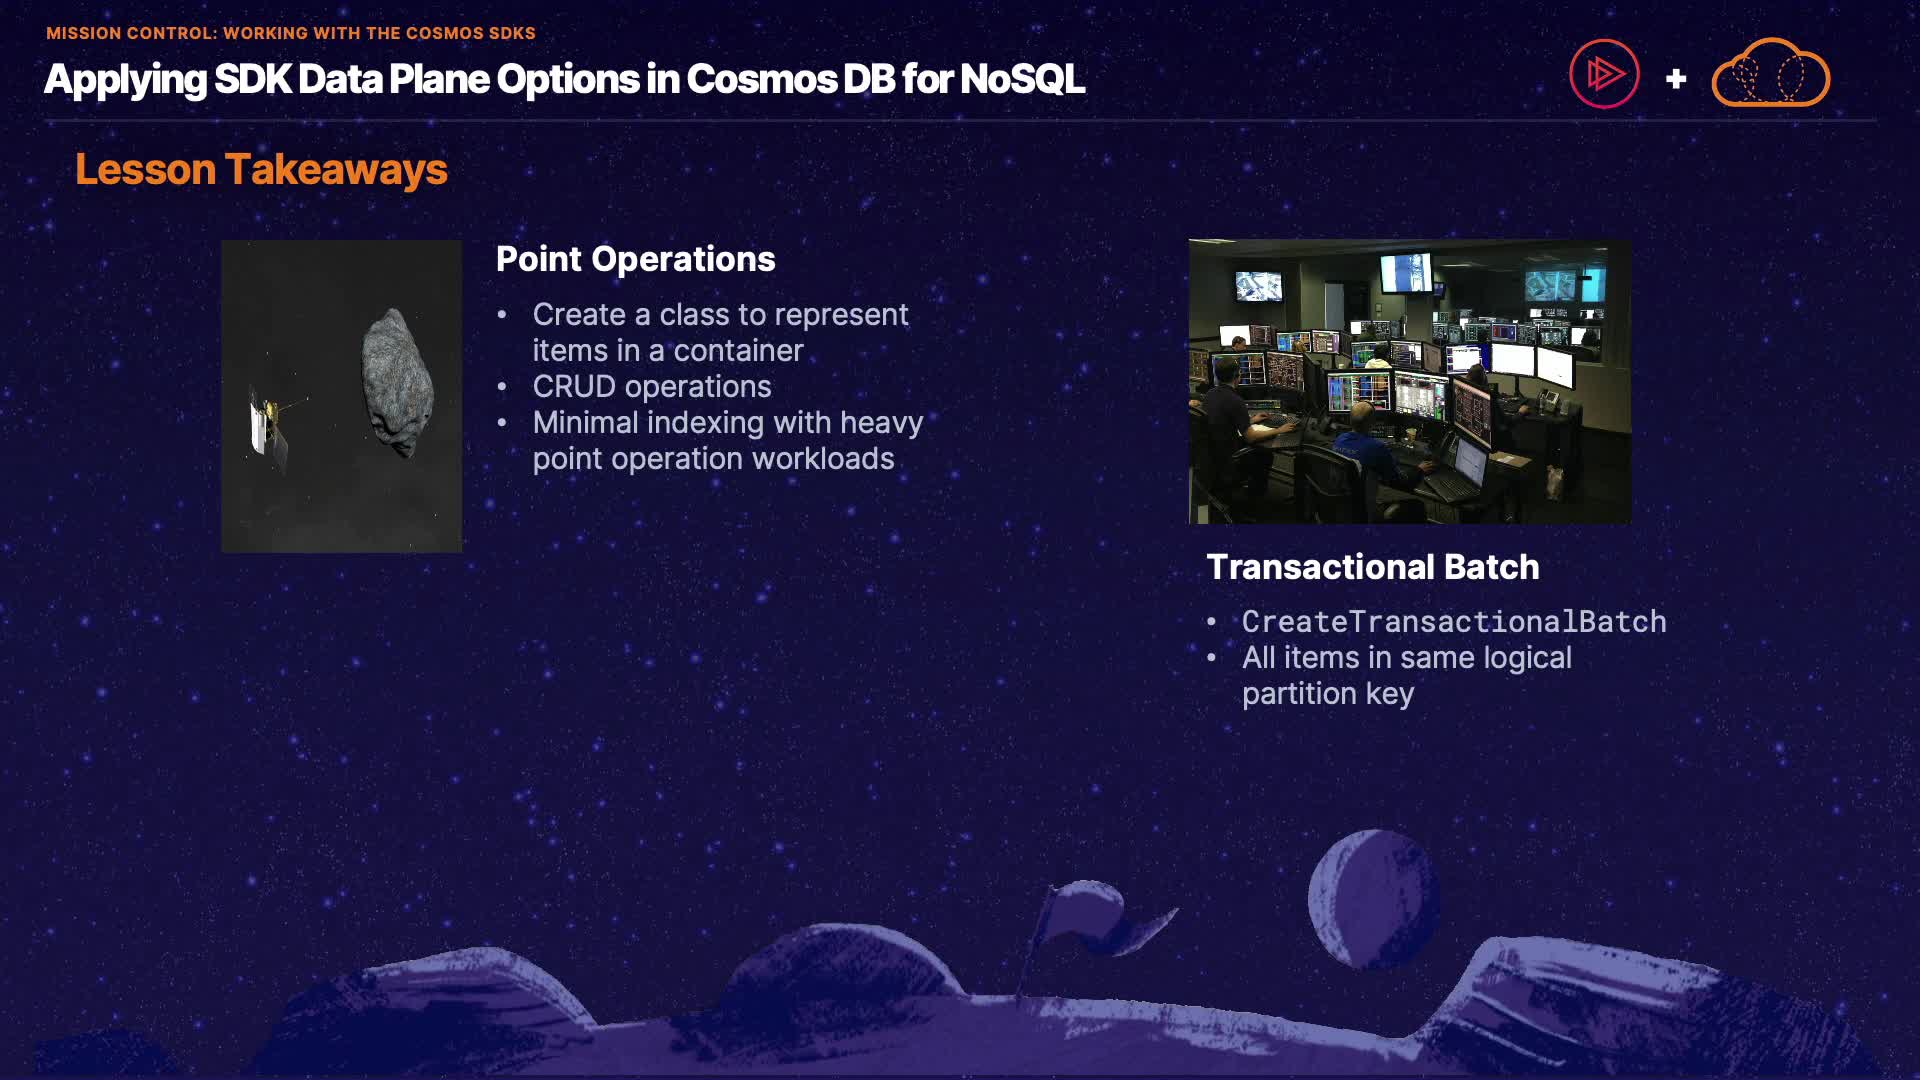 MISSION CONTROL: WORKING WITH THE COSMOS SDKS
Applying SDK Data Plane Options in Cosmos DB for NoSQL
+
Lesson Takeaways
Point Operations
• Create a class to represent
items in a container
• CRUD operations
• Minimal indexing with heavy
point operation workloads
Transactional Batch
• CreateTransactionalBatch
• All items in same logical
partition key